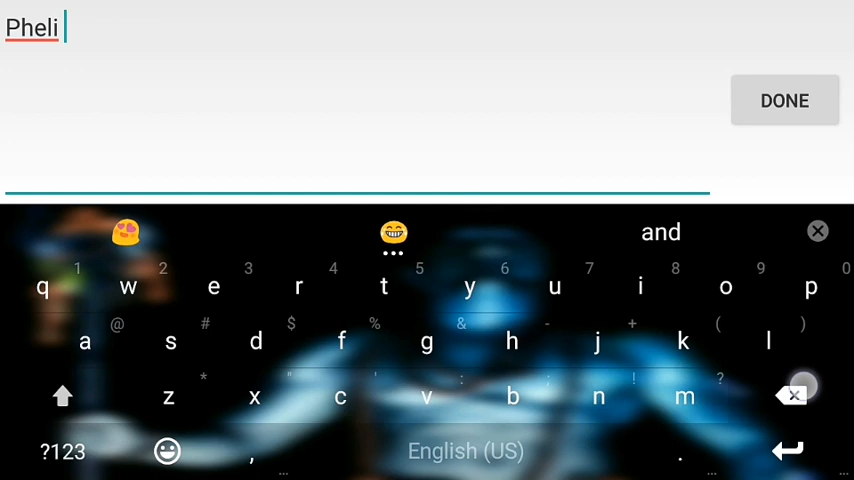 Pheli
DONE
😍 😁 and
1 2 3 4 5 6 7 8 9 0
q w e r t y u i o p
@ # $ % & - + ( )
a s d f g h j k l
* " ' : ; ! ?
z x c v b n m
?123 , English (US) .